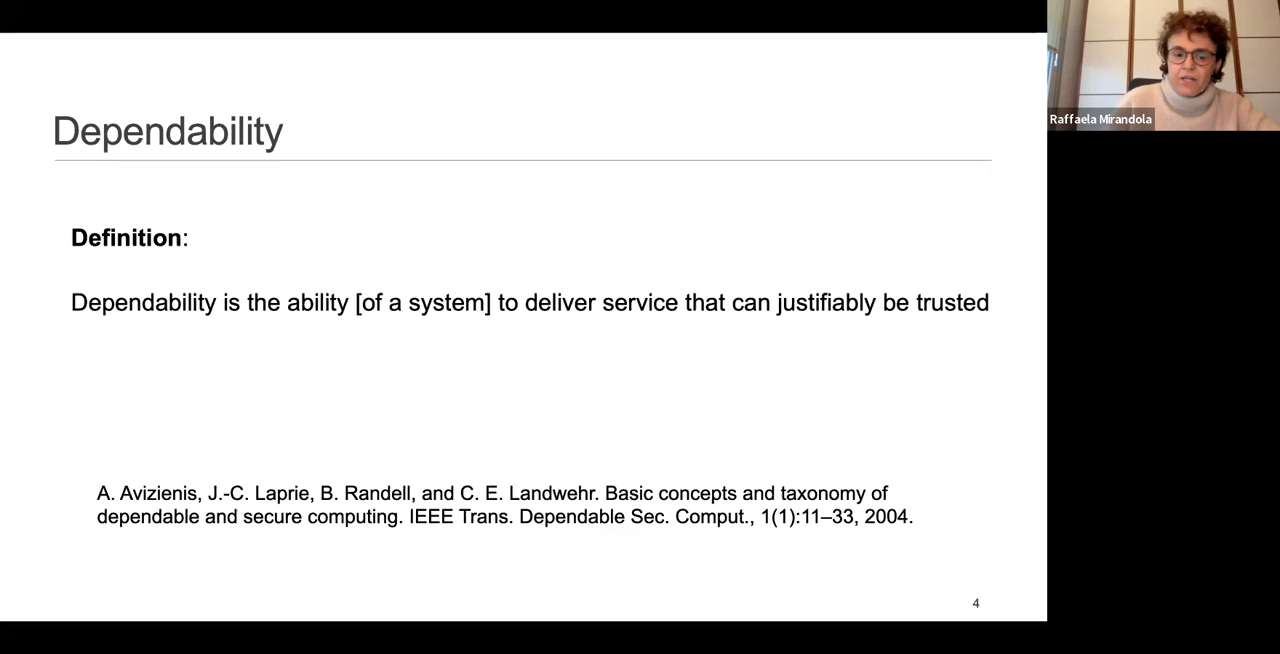 Dependability
Definition:
Dependability is the ability [of a system] to deliver service that can justifiably be trusted
A. Avizienis, J.-C. Laprie, B. Randell, and C. E. Landwehr. Basic concepts and taxonomy of
dependable and secure computing. IEEE Trans. Dependable Sec. Comput., 1(1):11–33, 2004.
4
Raffaela Mirandola